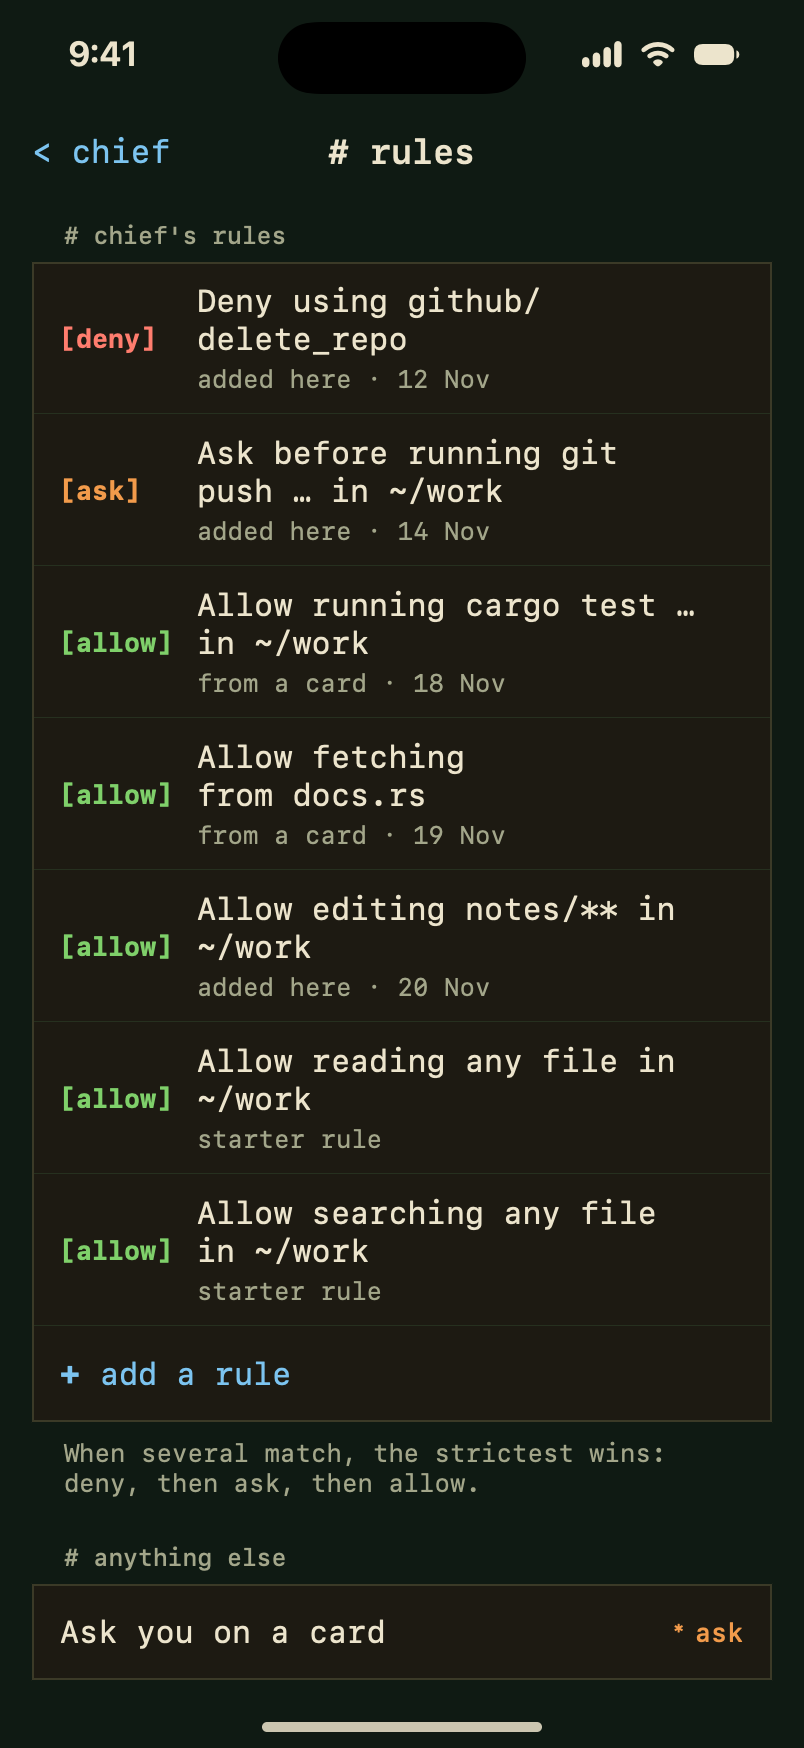 9:41
< chief
# rules
# chief's rules
[deny]
Deny using github/
delete_repo
added here · 12 Nov
[ask]
Ask before running git
push … in ~/work
added here · 14 Nov
[allow]
Allow running cargo test …
in ~/work
from a card · 18 Nov
[allow]
Allow fetching
from docs.rs
from a card · 19 Nov
[allow]
Allow editing notes/** in
~/work
added here · 20 Nov
[allow]
Allow reading any file in
~/work
starter rule
[allow]
Allow searching any file
in ~/work
starter rule
+ add a rule
When several match, the strictest wins:
deny, then ask, then allow.
# anything else
Ask you on a card
* ask